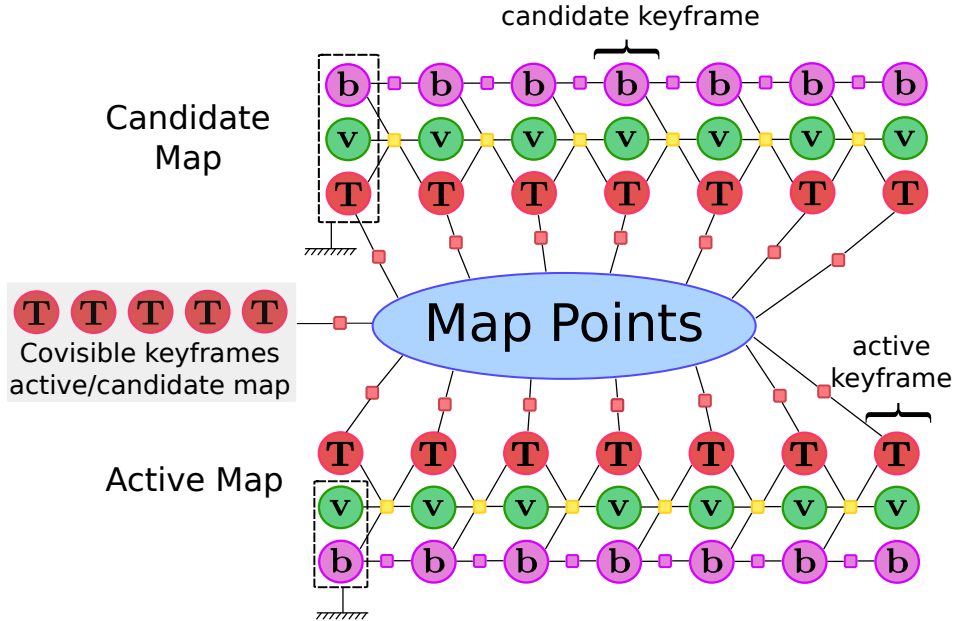 candidate keyframe
b b b b b b b
Candidate
Map
v v v v v v v
T T T T T T T
Map Points
T T T T T
Covisible keyframes
active/candidate map
active
keyframe
T T T T T T T
Active Map
v v v v v v v
b b b b b b b